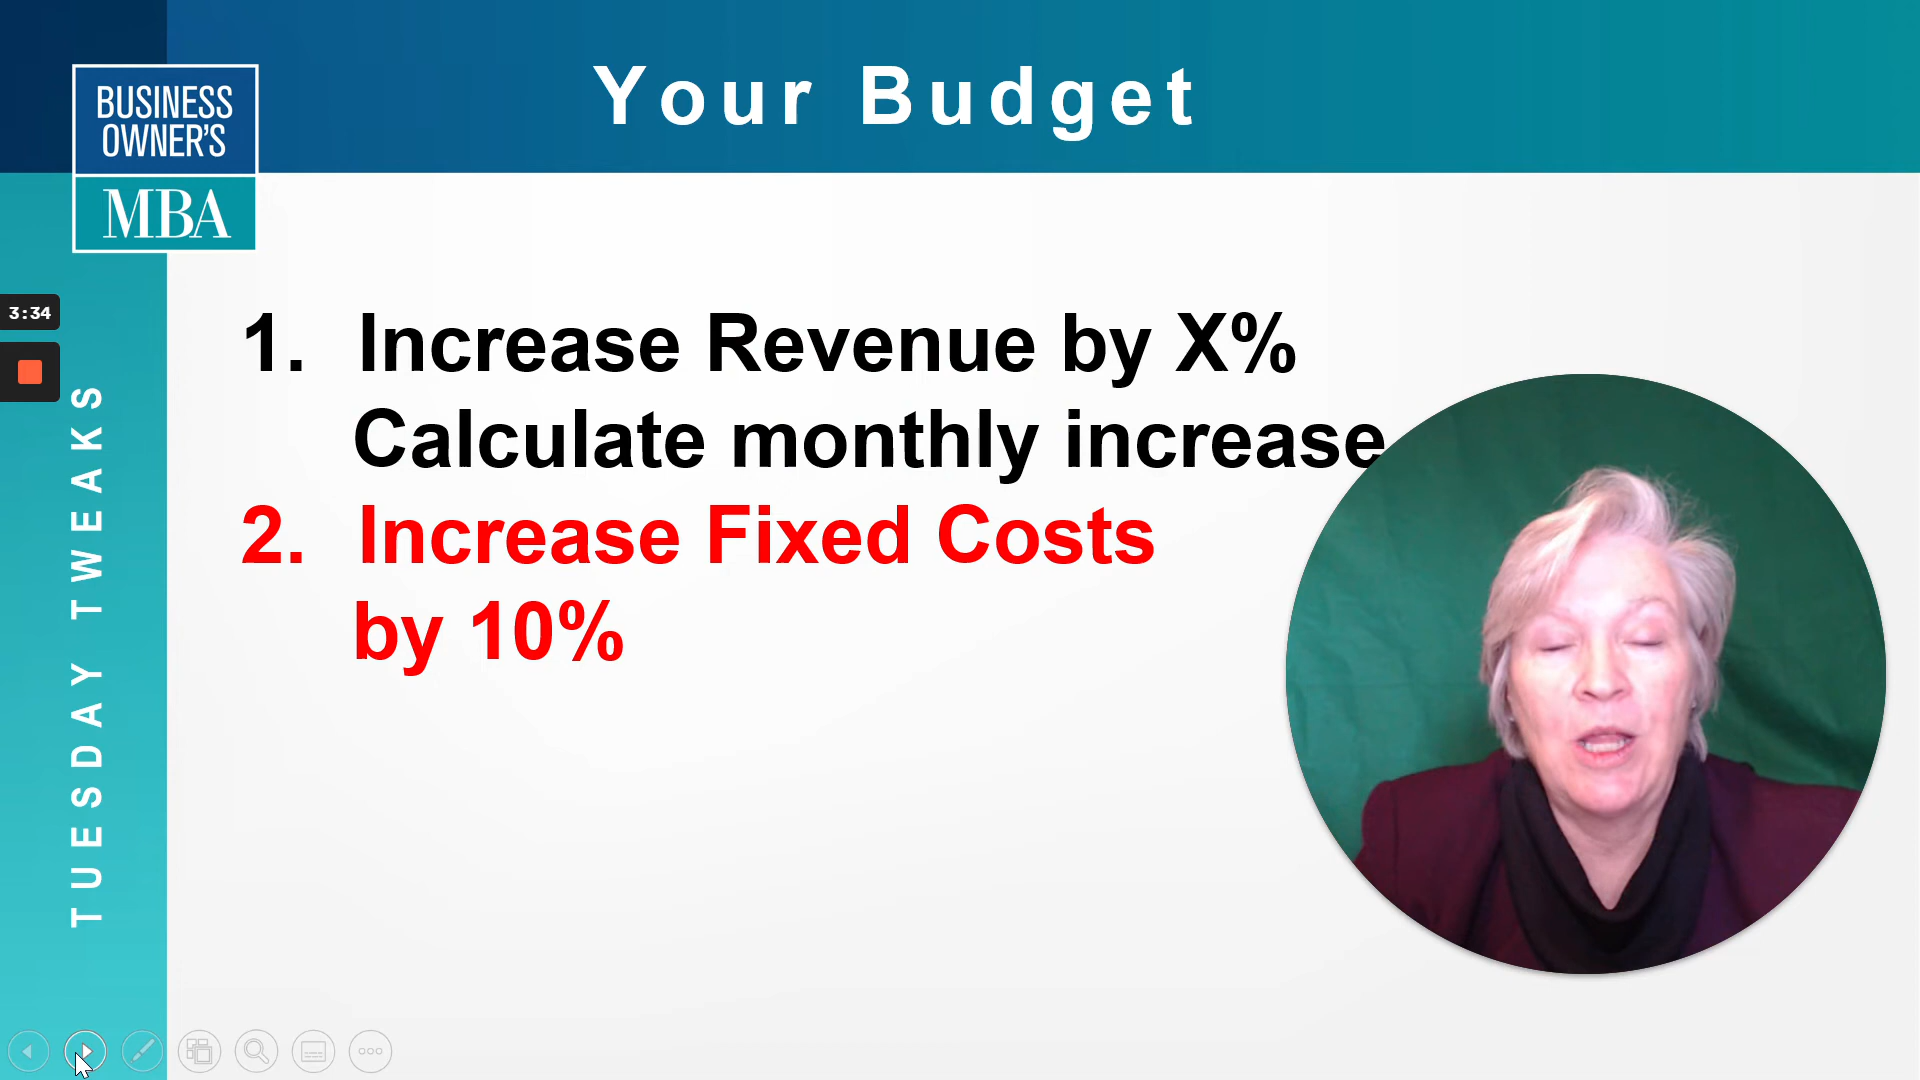 Your Budget
BUSINESS
OWNER'S
MBA
3:34
TUESDAY TWEAKS
1. Increase Revenue by X%
Calculate monthly increase
2. Increase Fixed Costs
by 10%